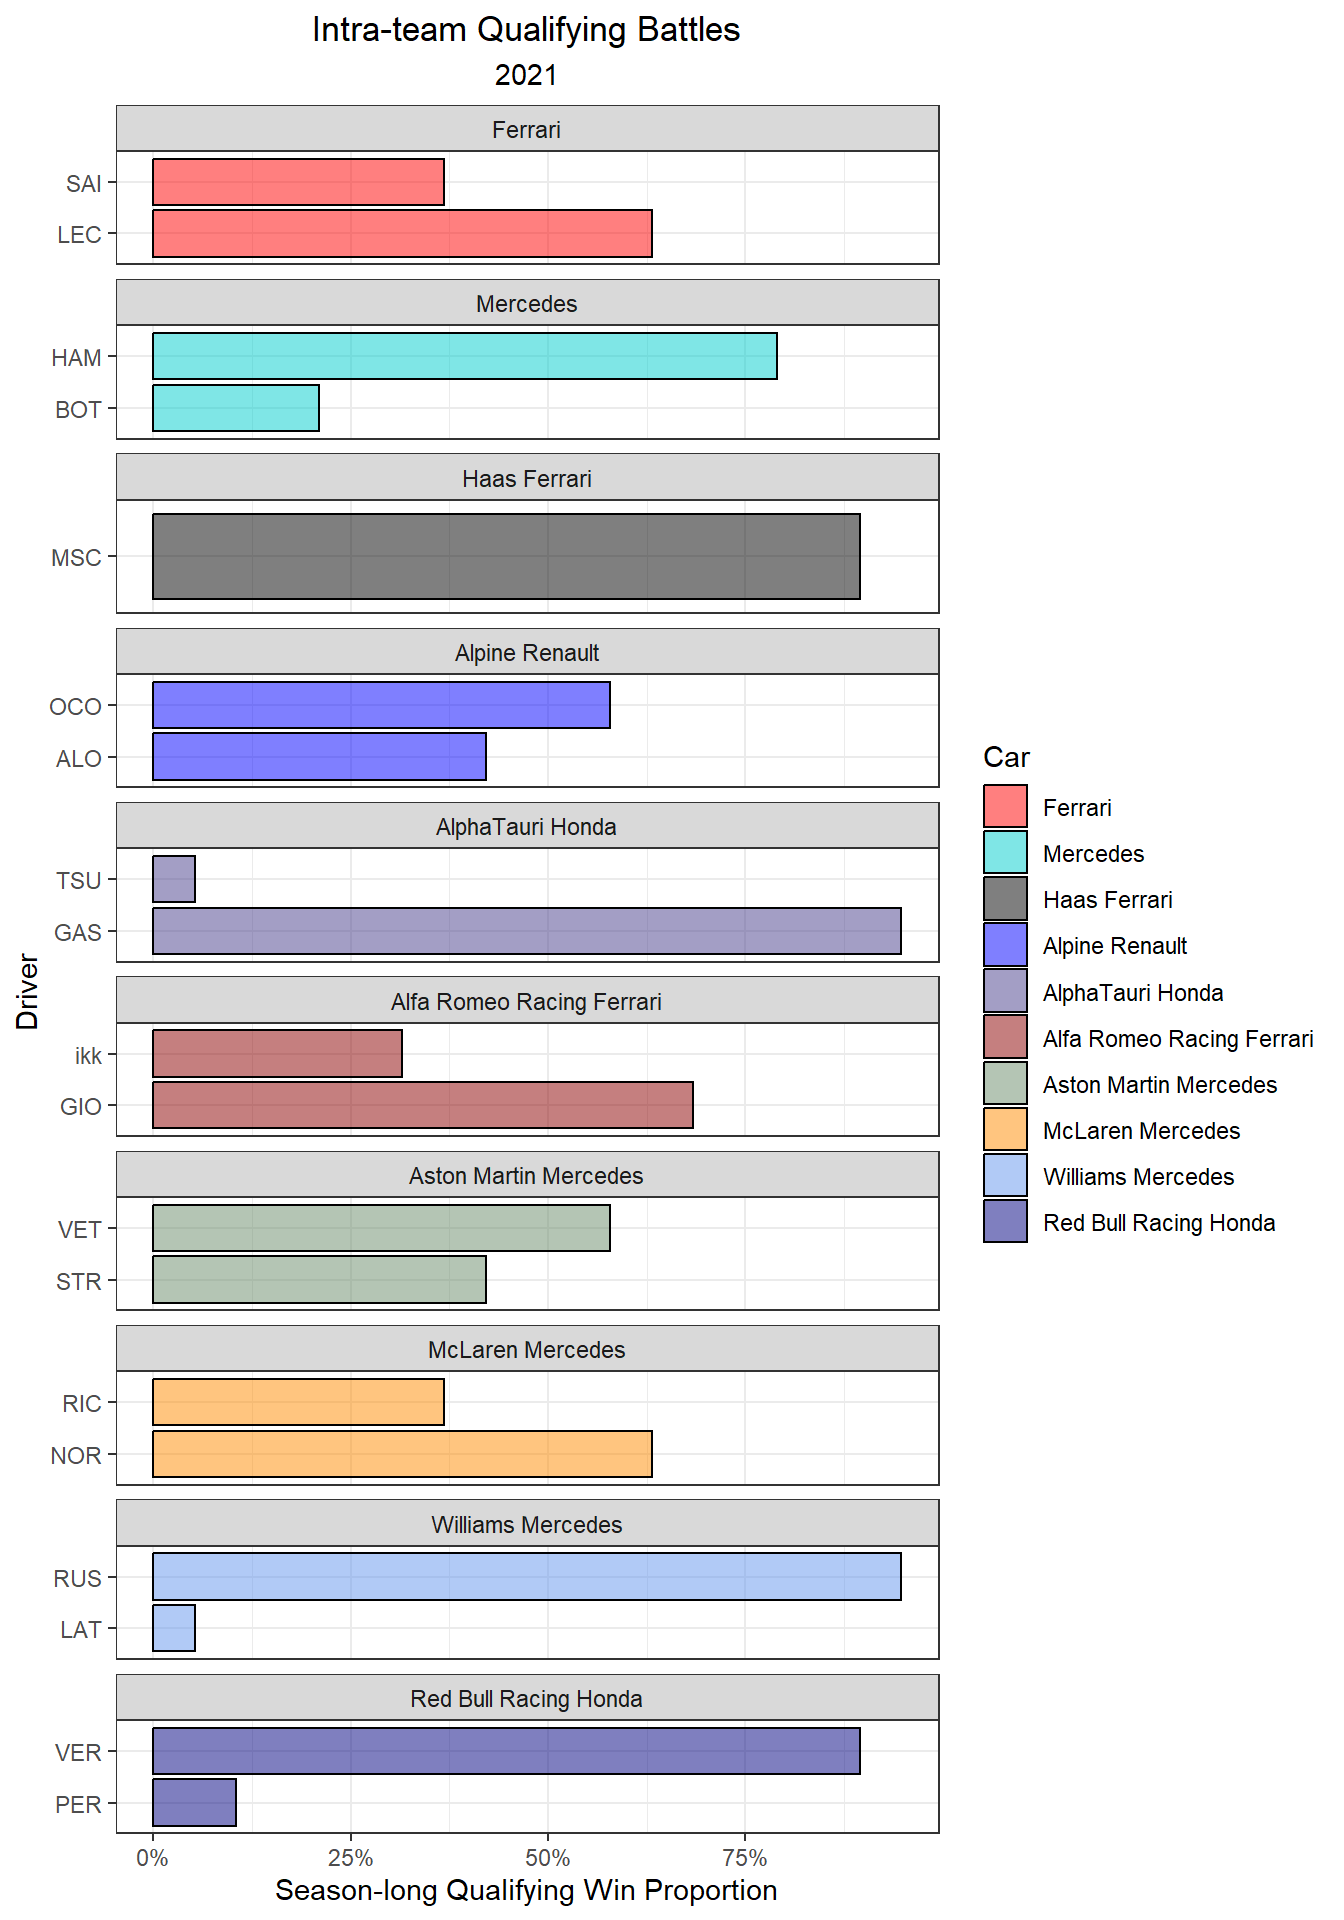 Intra-team Qualifying Battles
2021
Ferrari
SAI
LEC
Mercedes
HAM
BOT
Haas Ferrari
MSC
Alpine Renault
OCO
ALO
AlphaTauri Honda
TSU
GAS
Alfa Romeo Racing Ferrari
ikk
GIO
Aston Martin Mercedes
VET
STR
McLaren Mercedes
RIC
NOR
Williams Mercedes
RUS
LAT
Red Bull Racing Honda
VER
PER
0% 25% 50% 75%
Season-long Qualifying Win Proportion
Driver
Car
Ferrari
Mercedes
Haas Ferrari
Alpine Renault
AlphaTauri Honda
Alfa Romeo Racing Ferrari
Aston Martin Mercedes
McLaren Mercedes
Williams Mercedes
Red Bull Racing Honda